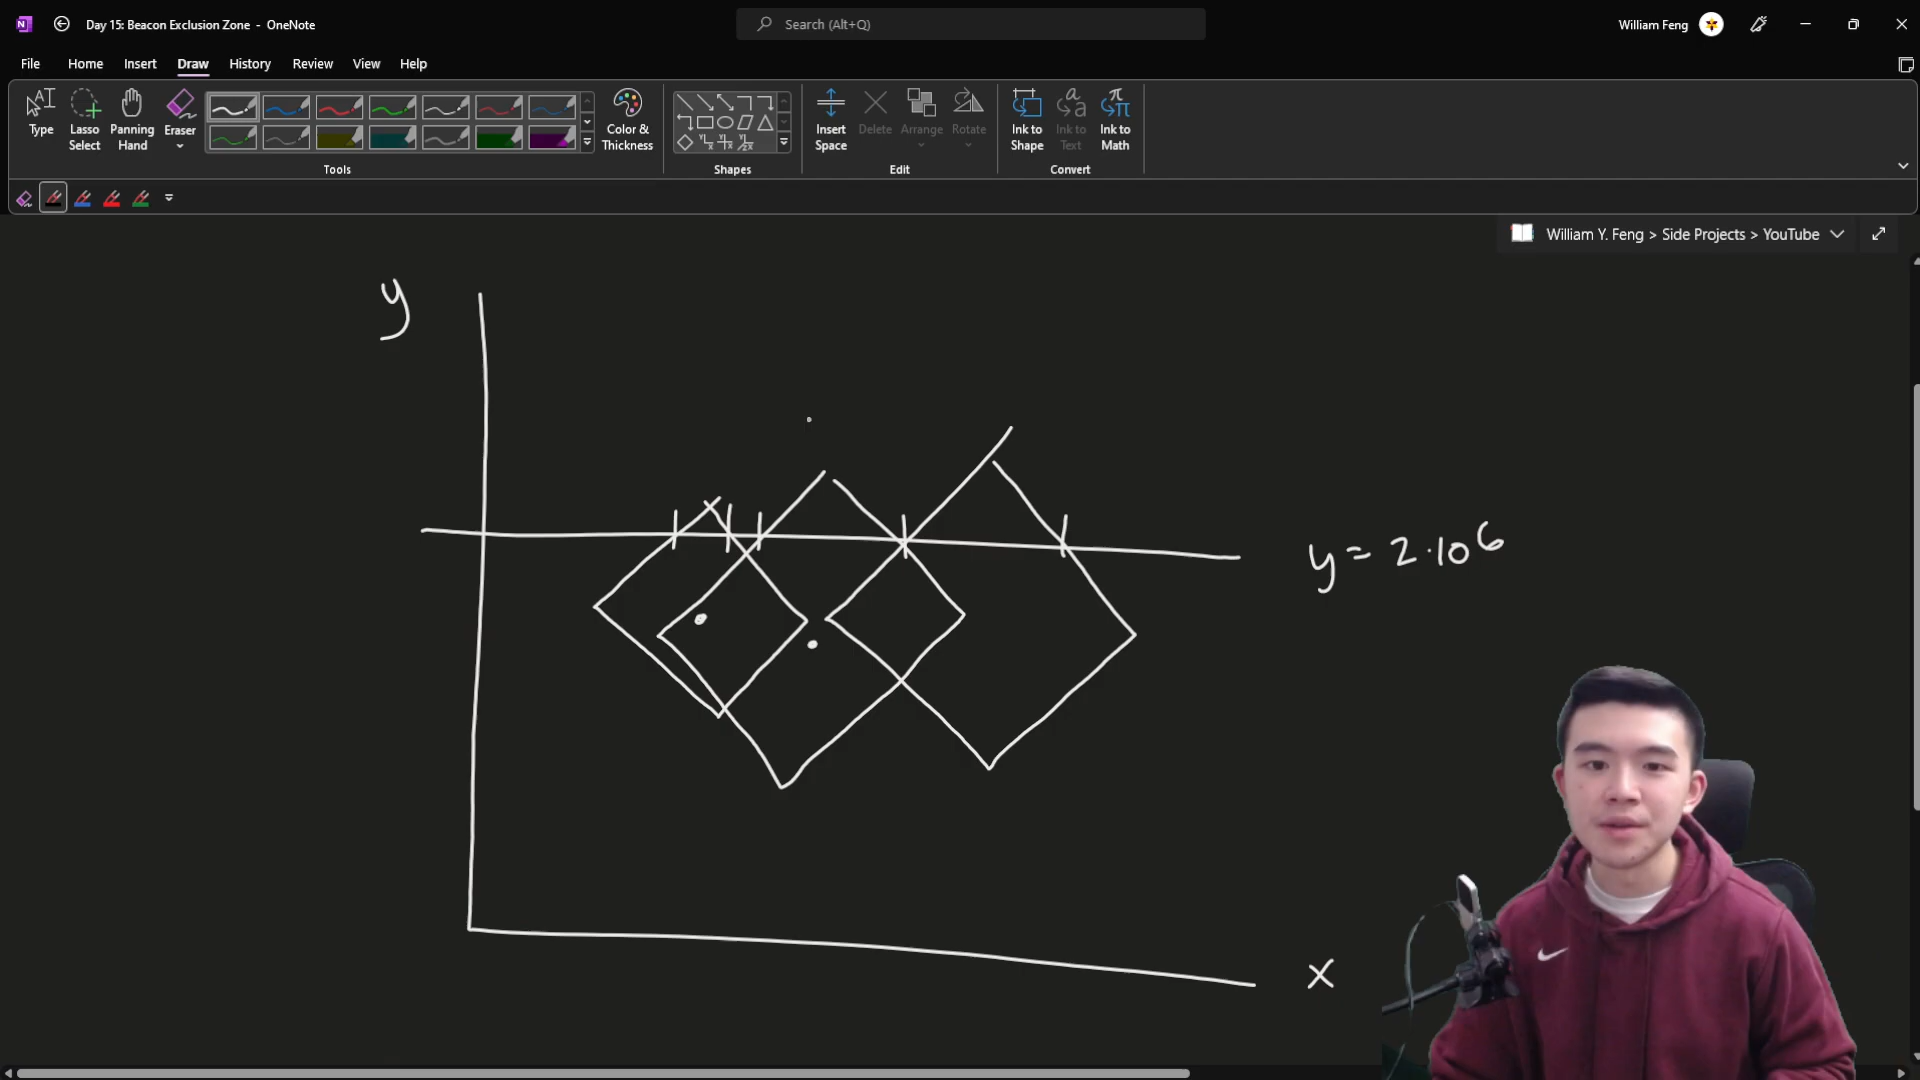 Day 15: Beacon Exclusion Zone - OneNote
Search (Alt+Q)
William Feng
File Home Insert Draw History Review View Help
Type
Lasso Select
Panning Hand
Eraser
Color & Thickness
Insert Space
Delete
Arrange
Rotate
Ink to Shape
Ink to Text
Ink to Math
Tools
Shapes
Edit
Convert
William Y. Feng > Side Projects > YouTube
y
y = 2·10⁶
x